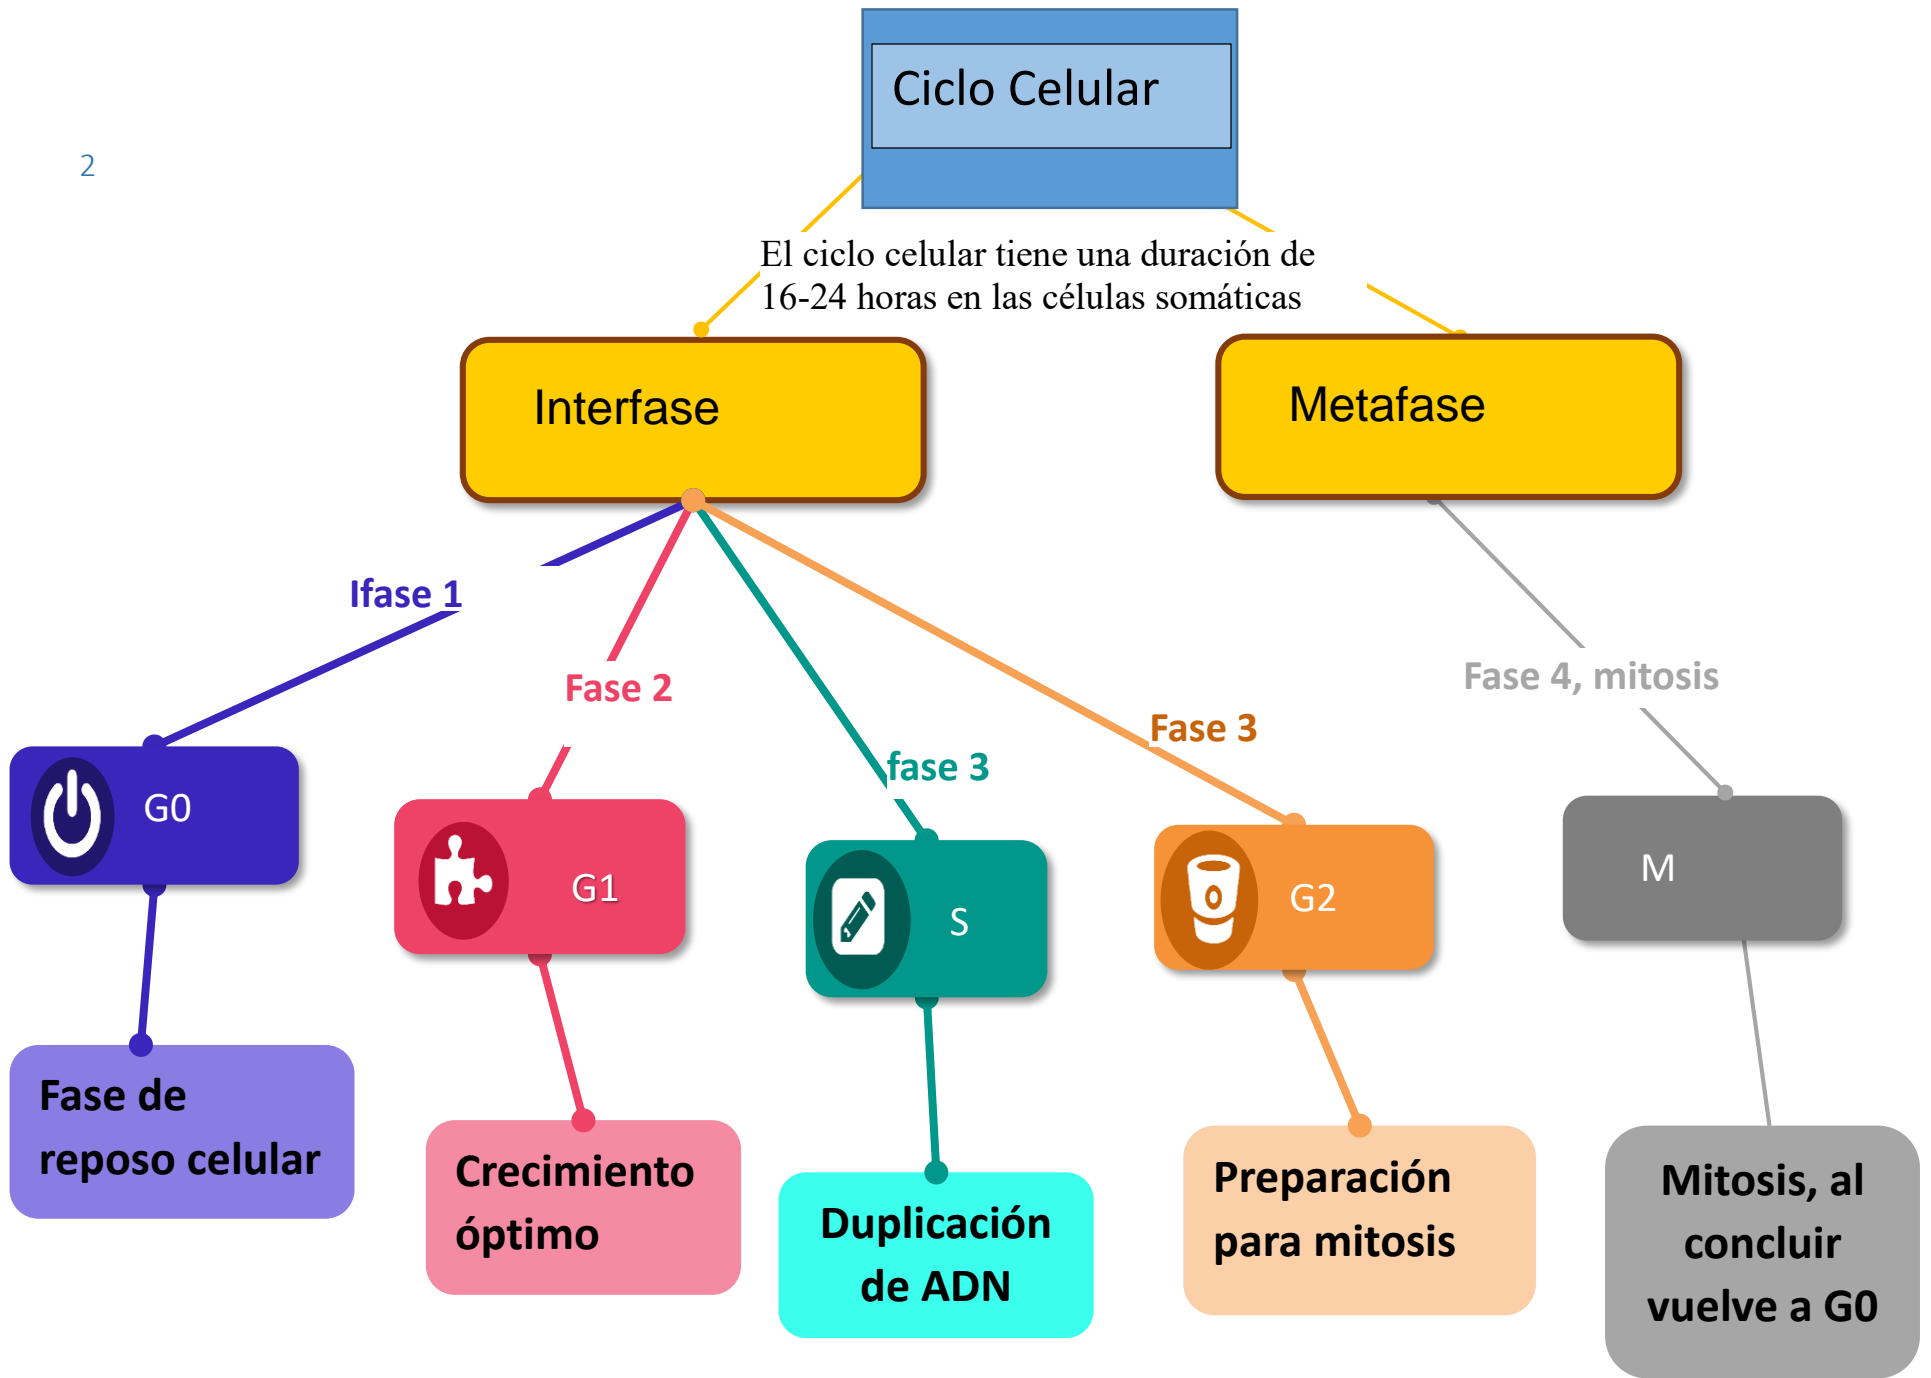 Ciclo Celular
2
El ciclo celular tiene una duración de
16-24 horas en las células somáticas
Interfase
Metafase
Ifase 1
Fase 2
fase 3
Fase 3
Fase 4, mitosis
G0
G1
S
G2
M
Fase de
reposo celular
Crecimiento
óptimo
Duplicación
de ADN
Preparación
para mitosis
Mitosis, al
concluir
vuelve a G0